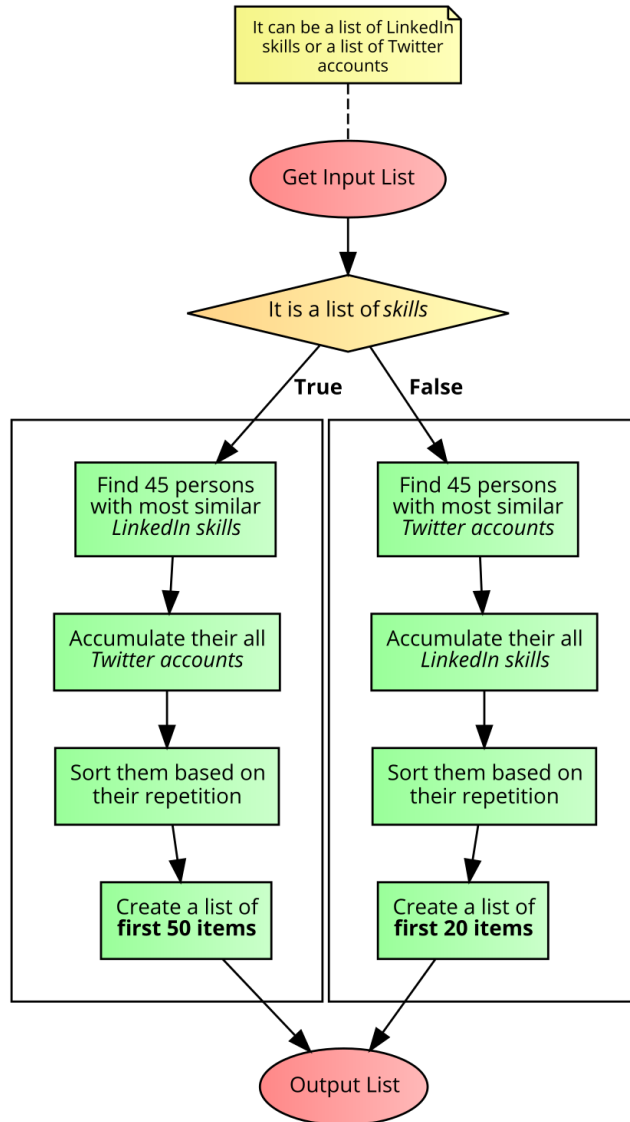 It can be a list of LinkedIn
skills or a list of Twitter
accounts
Get Input List
It is a list of skills
True
False
Find 45 persons
with most similar
LinkedIn skills
Accumulate their all
Twitter accounts
Sort them based on
their repetition
Create a list of
first 50 items
Find 45 persons
with most similar
Twitter accounts
Accumulate their all
LinkedIn skills
Sort them based on
their repetition
Create a list of
first 20 items
Output List